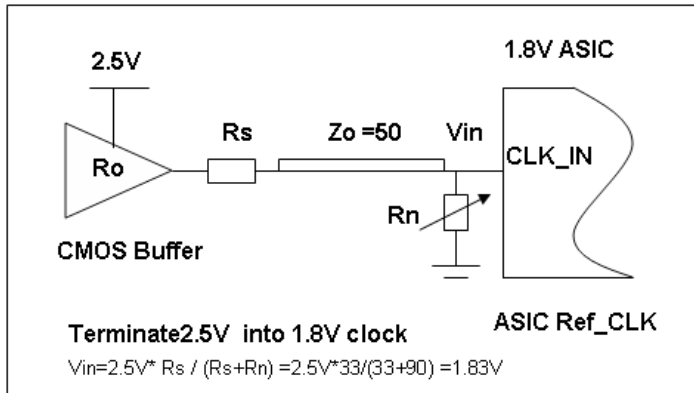 2.5V
1.8V ASIC
Rs
Zo =50
Vin
Ro
CLK_IN
Rn
CMOS Buffer
ASIC Ref_CLK
Terminate2.5V into 1.8V clock
Vin=2.5V* Rs / (Rs+Rn) =2.5V*33/(33+90) =1.83V